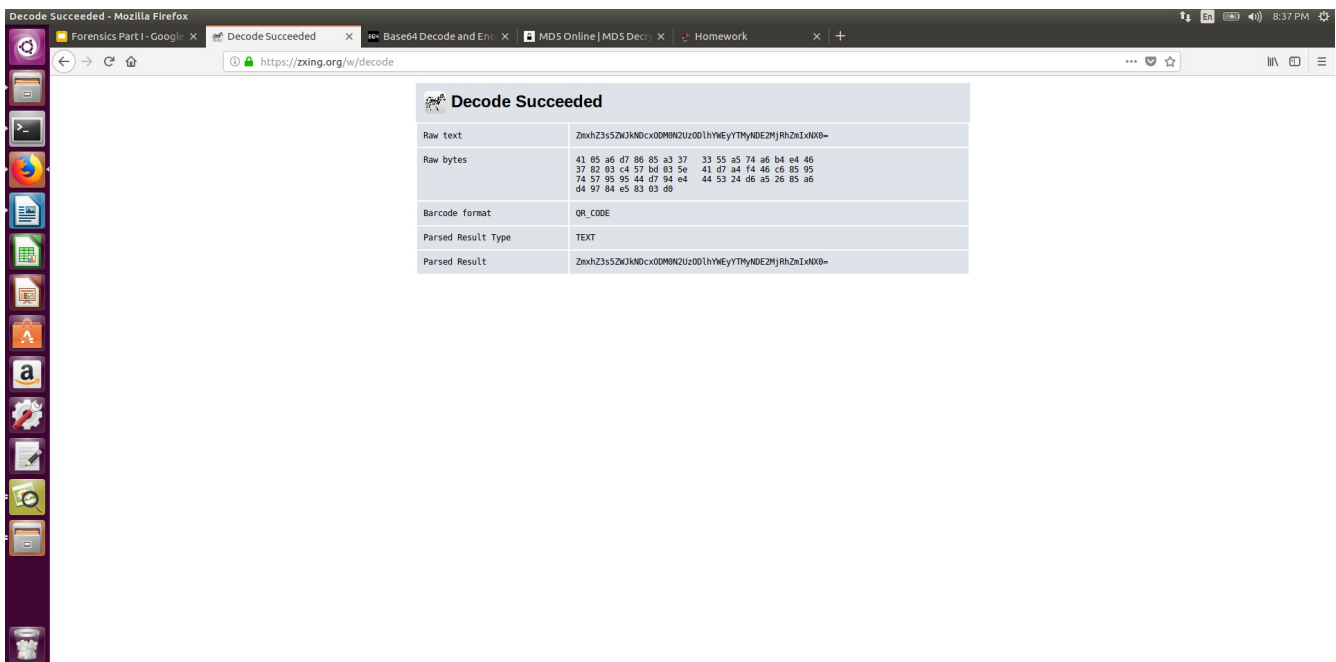 Decode Succeeded - Mozilla Firefox
En
8:37 PM
Forensics Part I - Google
Decode Succeeded
Base64 Decode and Enc
MD5 Online | MD5 Decry
Homework
https://zxing.org/w/decode
Decode Succeeded
Raw text ZmxhZ3s5ZWJkNDcxODM0N2UzODlhYWEyYTMyNDE2MjRhZmIxNX0=
Raw bytes 41 05 a6 d7 86 85 a3 37 33 55 a5 74 a6 b4 e4 46
37 82 03 c4 57 bd 03 5e 41 d7 a4 f4 46 c6 85 95
74 57 95 95 44 d7 94 e4 44 53 24 d6 a5 26 85 a6
d4 97 84 e5 83 03 d0
Barcode format QR_CODE
Parsed Result Type TEXT
Parsed Result ZmxhZ3s5ZWJkNDcxODM0N2UzODlhYWEyYTMyNDE2MjRhZmIxNX0=